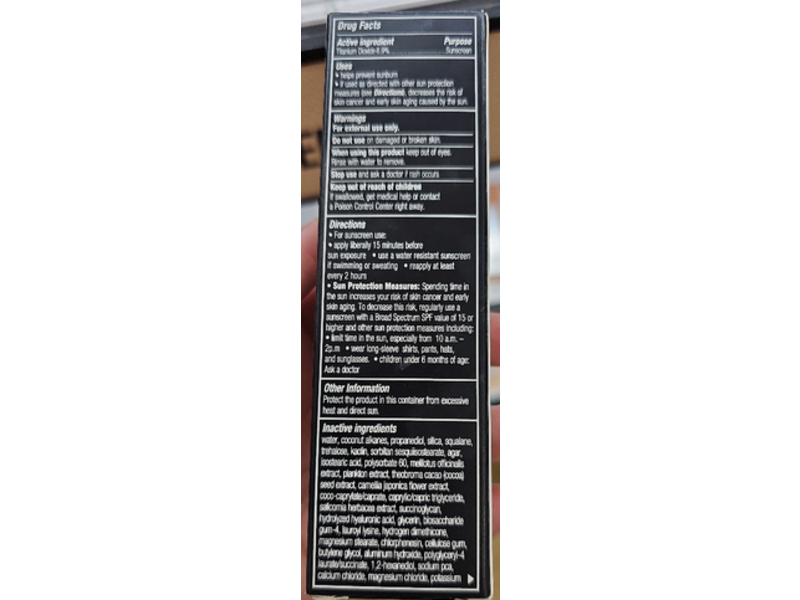 Drug Facts
Active ingredient Purpose
Titanium Dioxide Sunscreen
Uses
• helps prevent sunburn
• if used as directed with other sun protection
measures (see Directions), decreases the risk of
skin cancer and early skin aging caused by the sun.
Warnings
For external use only.
Do not use on damaged or broken skin.
When using this product keep out of eyes.
Rinse with water to remove.
Stop use and ask a doctor if rash occurs
Keep out of reach of children
If swallowed, get medical help or contact
a Poison Control Center right away.
Directions
• For sunscreen use:
• apply liberally 15 minutes before
sun exposure • use a water resistant sunscreen
if swimming or sweating • reapply at least
every 2 hours
• Sun Protection Measures: Spending time in
the sun increases your risk of skin cancer and early
skin aging. To decrease this risk, regularly use a
sunscreen with a Broad Spectrum SPF value of 15 or
higher and other sun protection measures including:
• limit time in the sun, especially from 10 a.m. –
2p.m • wear long-sleeve shirts, pants, hats,
and sunglasses. • children under 6 months of age:
Ask a doctor
Other Information
Protect the product in this container from excessive
heat and direct sun.
Inactive ingredients
water, coconut alkanes, propanediol, silica, squalane,
trehalose, kaolin, sorbitan sesquiisostearate, agar,
isostearic acid, polysorbate 60, melilotus officinalis
extract, plankton extract, theobroma cacao (cocoa)
seed extract, camellia japonica flower extract,
coco-caprylate/caprate, caprylic/capric triglyceride,
salicornia herbacea extract, succinoglycan,
hydrolyzed hyaluronic acid, glycerin, biosaccharide
gum-4, lauroyl lysine, hydrogen dimethicone,
magnesium stearate, chlorphenesin, cellulose gum,
butylene glycol, aluminum hydroxide, polyglyceryl-4
laurate/succinate, 1,2-hexanediol, sodium pca,
calcium chloride, magnesium chloride, potassium